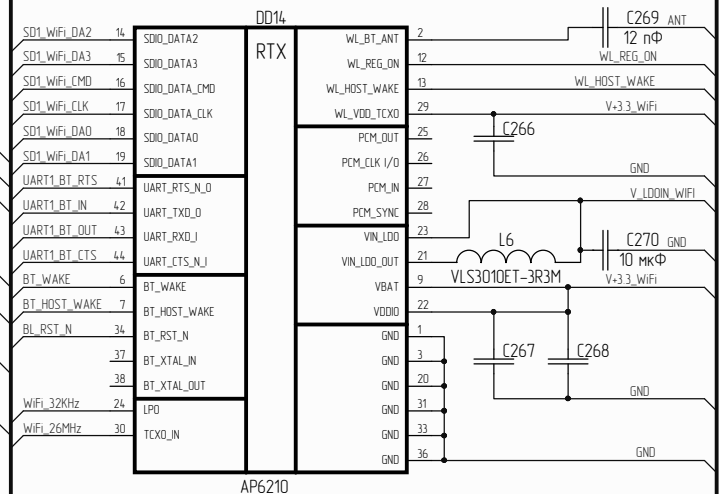 DD14
RTX
SD1_WiFi_DA2 14 SDIO_DATA2
SD1_WiFi_DA3 15 SDIO_DATA3
SD1_WiFi_CMD 16 SDIO_DATA_CMD
SD1_WiFi_CLK 17 SDIO_DATA_CLK
SD1_WiFi_DA0 18 SDIO_DATA0
SD1_WiFi_DA1 19 SDIO_DATA1
UART1_BT_RTS 41 UART_RTS_N_O
UART1_BT_IN 42 UART_TXD_O
UART1_BT_OUT 43 UART_RXD_I
UART1_BT_CTS 44 UART_CTS_N_I
BT_WAKE 6 BT_WAKE
BT_HOST_WAKE 7 BT_HOST_WAKE
BL_RST_N 34 BT_RST_N
37 BT_XTAL_IN
38 BT_XTAL_OUT
WiFi_32KHz 24 LPO
WiFi_26MHz 30 TCXO_IN
WL_BT_ANT 2
C269 ANT
12 пФ
WL_REG_ON 12 WL_REG_ON
WL_HOST_WAKE 13 WL_HOST_WAKE
WL_VDD_TCXO 29 V+3.3_WiFi
C266
PCM_OUT 25
PCM_CLK I/O 26
GND
PCM_IN 27
PCM_SYNC 28
V_LDOIN_WIFI
VIN_LDO 23
L6
C270 GND
10 мкФ
VIN_LDO_OUT 21
VLS3010ET-3R3M
VBAT 9 V+3.3_WiFi
VDDIO 22
C267
C268
GND 1
GND 3
GND 20
GND
GND 31
GND 33
GND 36 GND
AP6210